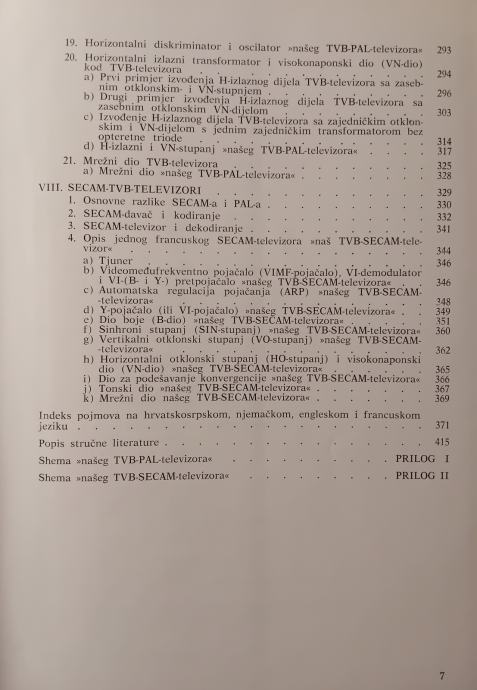 19. Horizontalni diskriminator i oscilator »našeg TVB-PAL-televizora« 293
20. Horizontalni izlazni transformator i visokonaponski dio (VN-dio)
kod TVB-televizora . . . . . . . . . . 294
a) Prvi primjer izvođenja H-izlaznog dijela TVB-televizora sa zaseb-
nim otklonskim- i VN-stupnjem . . . . . . . . 296
b) Drugi primjer izvođenja H-izlaznog dijela TVB-televizora sa
zasebnim otklonskim VN-dijelom . . . . . . . 303
c) Izvođenje H-izlaznog dijela TVB-televizora sa zajedničkim otklon-
skim i VN-dijelom s jednim zajedničkim transformatorom bez
opteretne triode . . . . . . . . . . 314
d) H-izlazni i VN-stupanj »našeg TVB-PAL-televizora« . . . . 317
21. Mrežni dio TVB-televizora . . . . . . . . . 325
a) Mrežni dio »našeg TVB-PAL-televizora« . . . . . . 328
VIII. SECAM-TVB-TELEVIZORI . . . . . . . . . 329
1. Osnovne razlike SECAM-a i PAL-a . . . . . . . 330
2. SECAM-davač i kodiranje . . . . . . . . . 332
3. SECAM-televizor i dekodiranje . . . . . . . . 341
4. Opis jednog francuskog SECAM-televizora »naš TVB-SECAM-tele-
vizor« . . . . . . . . . . . . 344
a) Tjuner . . . . . . . . . . . 346
b) Videomeđufrekventno pojačalo (VIMF-pojačalo), VI-demodulator
i VI-(B- i Y-) pretpojačalo »našeg TVB-SECAM-televizora« . . 346
c) Automatska regulacija pojačanja (ARP) »našeg TVB-SECAM-
-televizora« . . . . . . . . . . 348
d) Y-pojačalo (ili VI-pojačalo) »našeg TVB-SECAM-televizora« . . 349
e) Dio boje (B-dio) »našeg TVB-SECAM-televizora« . . . . 351
f) Sinhroni stupanj (SIN-stupanj) »našeg TVB-SECAM-televizora« 360
g) Vertikalni otklonski stupanj (VO-stupanj) »našeg TVB-SECAM-
-televizora« . . . . . . . . . . 362
h) Horizontalni otklonski stupanj (HO-stupanj) i visokonaponski
dio (VN-dio) »našeg TVB-SECAM-televizora« . . . . . 365
i) Dio za podešavanje konvergencije »našeg TVB-SECAM-televizora« 366
j) Tonski dio »našeg TVB-SECAM-televizora« . . . . . 367
k) Mrežni dio našeg TVB-SECAM-televizora« . . . . . 369
Indeks pojmova na hrvatskosrpskom, njemačkom, engleskom i francuskom
jeziku . . . . . . . . . . . . . 371
Popis stručne literature . . . . . . . . . . 415
Shema »našeg TVB-PAL-televizora« . . . . . . . . PRILOG I
Shema »našeg TVB-SECAM-televizora« . . . . . . . PRILOG II
7